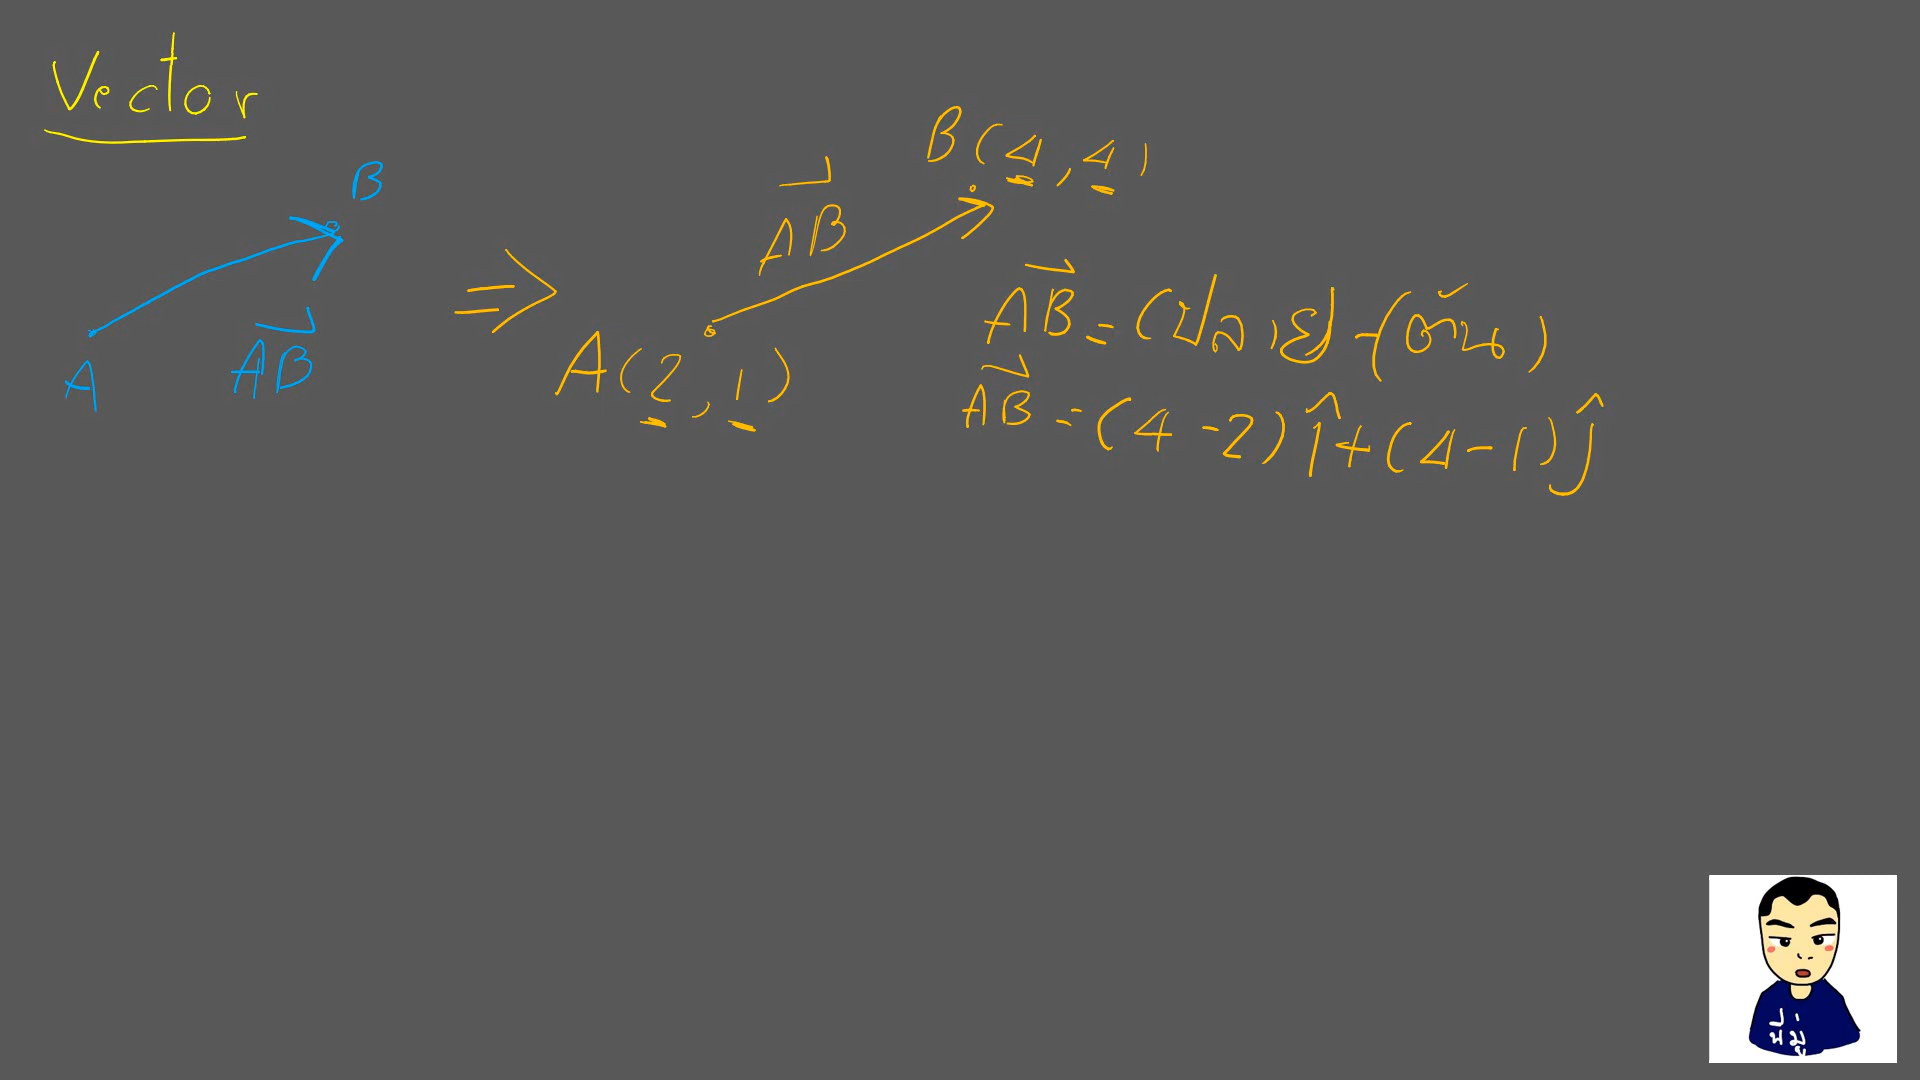 Vector
B
A
AB
⇒
A(2,1)
AB
B(4,4)
AB = (ปลาย) - (ต้น)
AB = (4-2)î + (4-1)ĵ
พี่